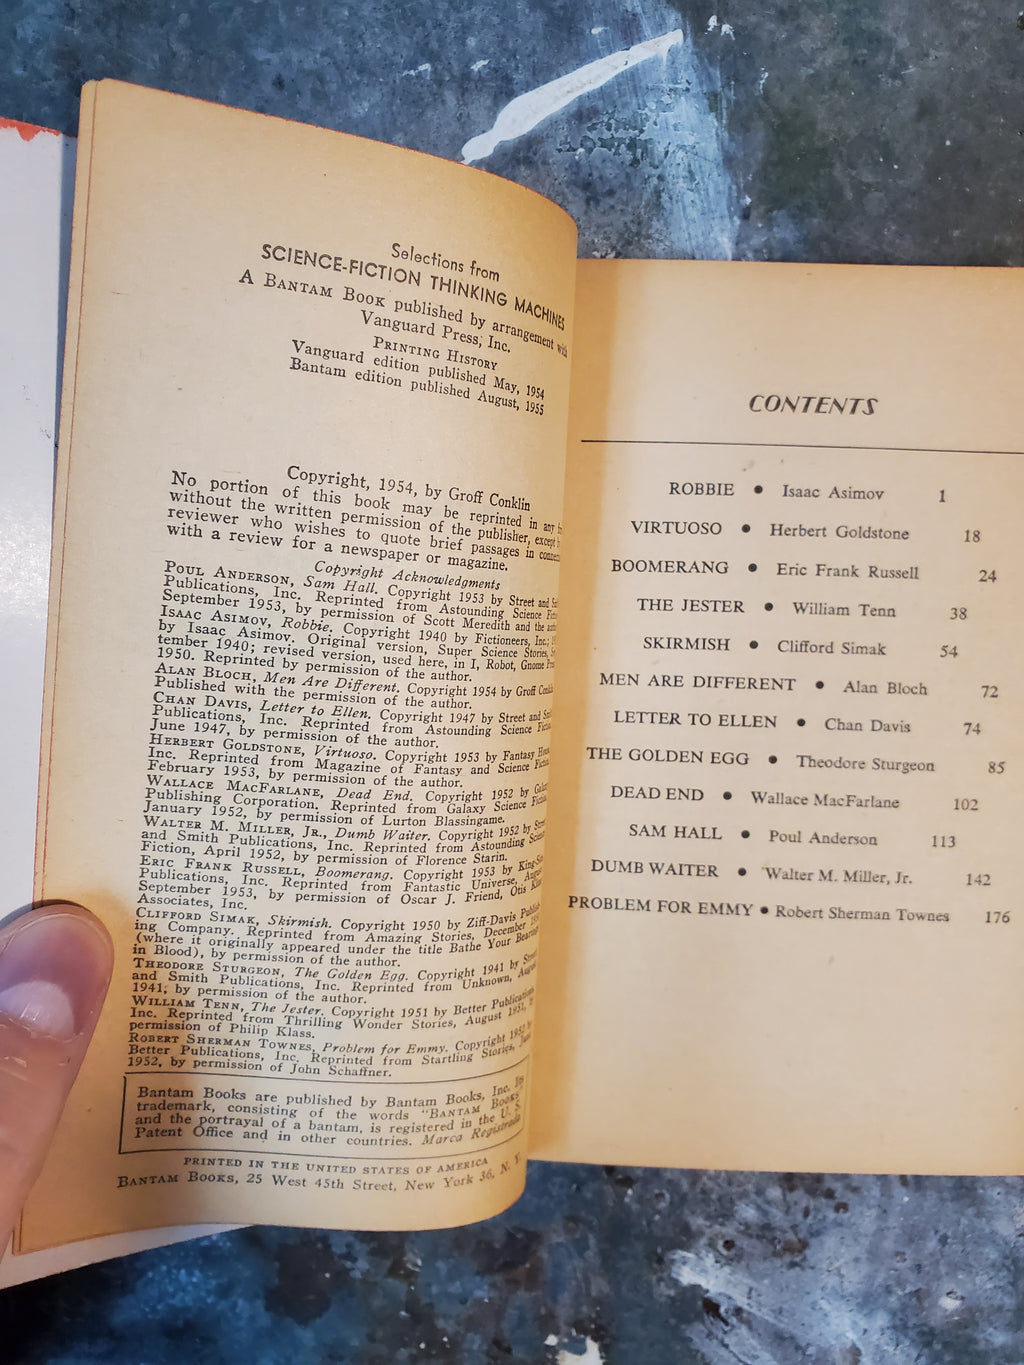 Selections from
SCIENCE-FICTION THINKING MACHINES
A BANTAM BOOK published by arrangement with
Vanguard Press, Inc.
PRINTING HISTORY
Vanguard edition published May, 1954
Bantam edition published August, 1955
Copyright, 1954, by Groff Conklin
No portion of this book may be reprinted in any
without the written permission of the publisher, except
reviewer who wishes to quote brief passages in
with a review for a newspaper or magazine.
Copyright Acknowledgments
POUL ANDERSON, Sam Hall. Copyright 1953 by Street and
Publications, Inc. Reprinted from Astounding Science
September 1953, by permission of Scott Meredith and the
ISAAC ASIMOV, Robbie. Copyright 1940 by Fictioneers, Inc.;
by Isaac Asimov. Original version, Super Science Stories,
tember 1940; revised version, used here, in I, Robot, Gnome
1950. Reprinted by permission of the author.
ALAN BLOCH, Men Are Different. Copyright 1954 by Groff
Published with the permission of the author.
CHAN DAVIS, Letter to Ellen. Copyright 1947 by Street and
Publications, Inc. Reprinted from Astounding Science
June 1947, by permission of the author.
HERBERT GOLDSTONE, Virtuoso. Copyright 1953 by Fantasy
Inc. Reprinted from Magazine of Fantasy and Science
February 1953, by permission of the author.
WALLACE MACFARLANE, Dead End. Copyright 1952 by
Publishing Corporation. Reprinted from Galaxy Science
January 1952, by permission of Lurton Blassingame.
WALTER M. MILLER, JR., Dumb Waiter. Copyright 1952 by
and Smith Publications, Inc. Reprinted from Astounding
Fiction, April 1952, by permission of Florence Starin.
ERIC FRANK RUSSELL, Boomerang. Copyright 1953 by
Publications, Inc. Reprinted from Fantastic Universe,
September 1953, by permission of Oscar J. Friend, Otis
Associates, Inc.
CLIFFORD SIMAK, Skirmish. Copyright 1950 by Ziff-Davis
ing Company. Reprinted from Amazing Stories, December
(where it originally appeared under the title Bathe Your
in Blood), by permission of the author.
THEODORE STURGEON, The Golden Egg. Copyright 1941 by
and Smith Publications, Inc. Reprinted from Unknown,
1941, by permission of the author.
WILLIAM TENN, The Jester. Copyright 1951 by Better
Inc. Reprinted from Thrilling Wonder Stories, August
permission of Philip Klass.
ROBERT SHERMAN TOWNES, Problem for Emmy. Copyright
Better Publications, Inc. Reprinted from Startling Stories,
1952, by permission of John Schaffner.
Bantam Books are published by Bantam Books, Inc. Its
trademark, consisting of the words "BANTAM BOOKS"
and the portrayal of a bantam, is registered in the U. S.
Patent Office and in other countries. Marca Registrada
PRINTED IN THE UNITED STATES OF AMERICA
BANTAM BOOKS, 25 West 45th Street, New York 36, N. Y.
CONTENTS
ROBBIE • Isaac Asimov 1
VIRTUOSO • Herbert Goldstone 18
BOOMERANG • Eric Frank Russell 24
THE JESTER • William Tenn 38
SKIRMISH • Clifford Simak 54
MEN ARE DIFFERENT • Alan Bloch 72
LETTER TO ELLEN • Chan Davis 74
THE GOLDEN EGG • Theodore Sturgeon 85
DEAD END • Wallace MacFarlane 102
SAM HALL • Poul Anderson 113
DUMB WAITER • Walter M. Miller, Jr. 142
PROBLEM FOR EMMY • Robert Sherman Townes 176